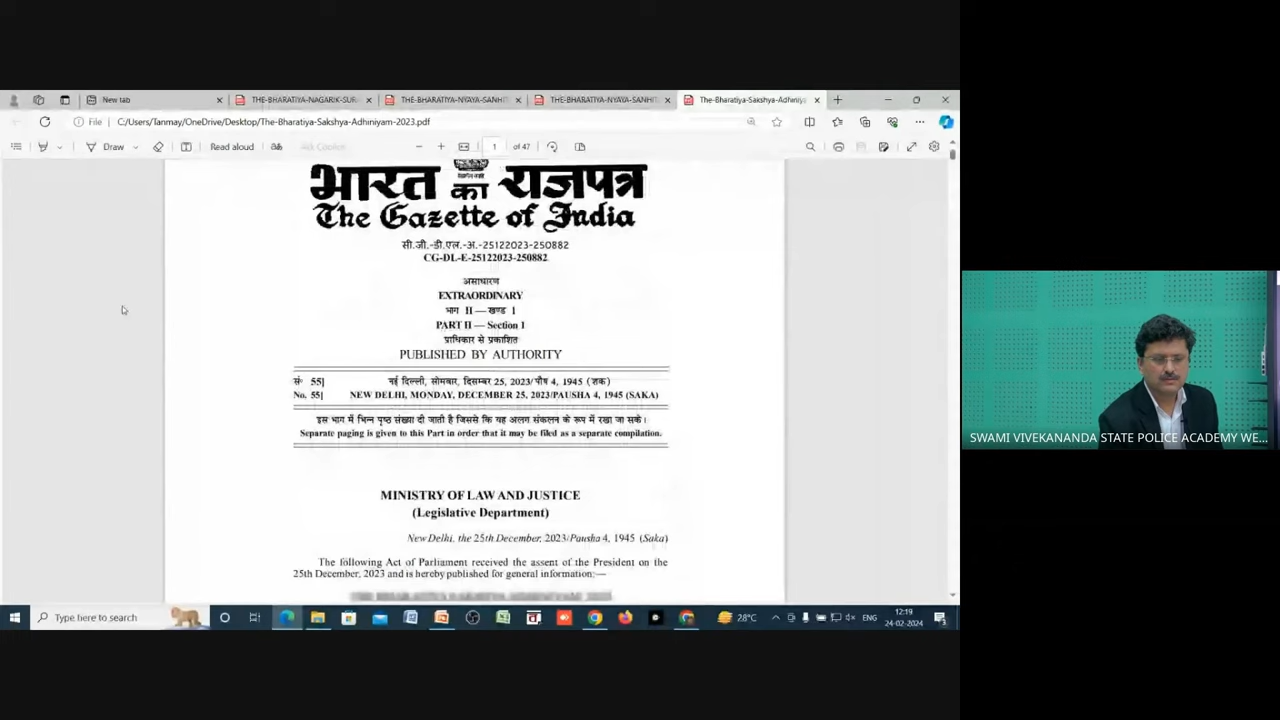 New tab
THE-BHARATIYA-NAGARIK-SUR
THE-BHARATIYA-NYAYA-SANHIT
THE-BHARATIYA-NYAYA-SANHIT
The-Bharatiya-Sakshya-Adhiniya
File
C:/Users/Tanmay/OneDrive/Desktop/The-Bharatiya-Sakshya-Adhiniyam-2023.pdf
Draw
Read aloud
Ask Copilot
1 of 47
भारत का राजपत्र
The Gazette of India
सी.जी.-डी.एल.-अ.-25122023-250882
CG-DL-E-25122023-250882
असाधारण
EXTRAORDINARY
भाग II — खण्ड 1
PART II — Section 1
प्राधिकार से प्रकाशित
PUBLISHED BY AUTHORITY
सं॰ 55] नई दिल्ली, सोमवार, दिसम्बर 25, 2023/पौष 4, 1945 (शक)
No. 55] NEW DELHI, MONDAY, DECEMBER 25, 2023/PAUSHA 4, 1945 (SAKA)
इस भाग में भिन्न पृष्ठ संख्या दी जाती है जिससे कि यह अलग संकलन के रूप में रखा जा सके।
Separate paging is given to this Part in order that it may be filed as a separate compilation.
MINISTRY OF LAW AND JUSTICE
(Legislative Department)
New Delhi, the 25th December, 2023/Pausha 4, 1945 (Saka)
The following Act of Parliament received the assent of the President on the
25th December, 2023 and is hereby published for general information:—
SWAMI VIVEKANANDA STATE POLICE ACADEMY WE...
Type here to search
28°C
ENG
12:19
24-02-2024